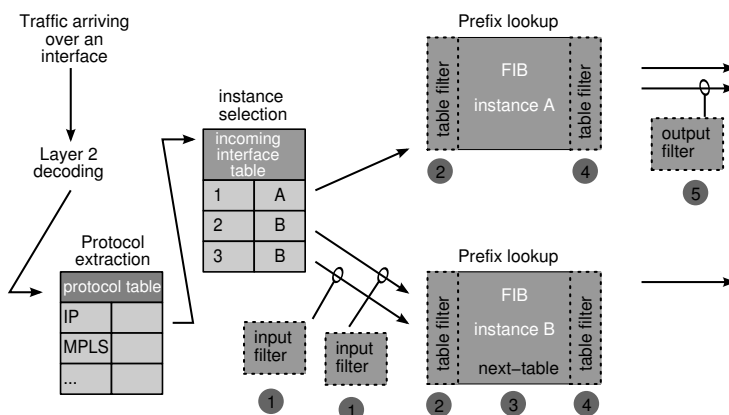 Traffic arriving
over an
interface
Layer 2
decoding
Protocol
extraction
protocol table
IP
MPLS
...
instance
selection
incoming
interface
table
1 A
2 B
3 B
input
filter
1
input
filter
1
Prefix lookup
table filter
FIB
instance A
table filter
2
4
output
filter
5
Prefix lookup
table filter
FIB
instance B
next-table
table filter
2
3
4